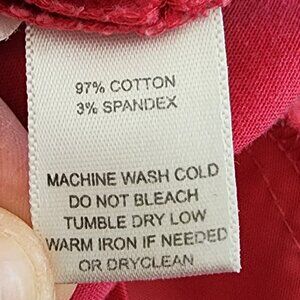 97% COTTON
3% SPANDEX
MACHINE WASH COLD
DO NOT BLEACH
TUMBLE DRY LOW
WARM IRON IF NEEDED
OR DRYCLEAN